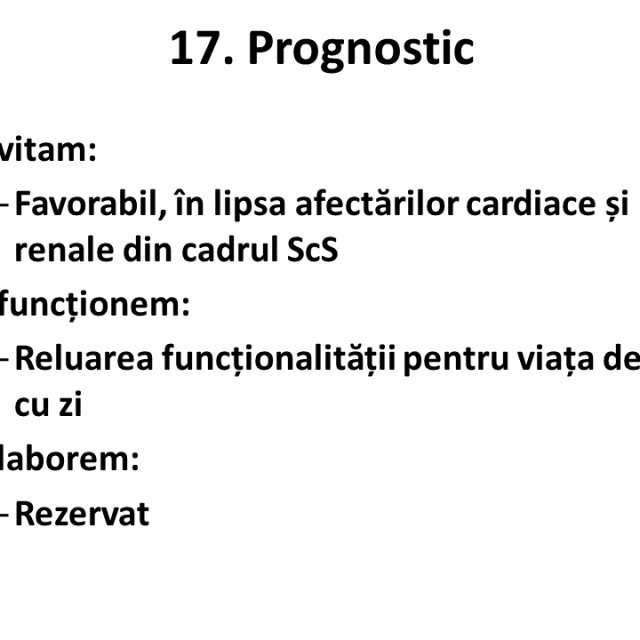 17. Prognostic
vitam:
– Favorabil, în lipsa afectărilor cardiace și
renale din cadrul ScS
funcționem:
– Reluarea funcționalității pentru viața de
cu zi
laborem:
– Rezervat